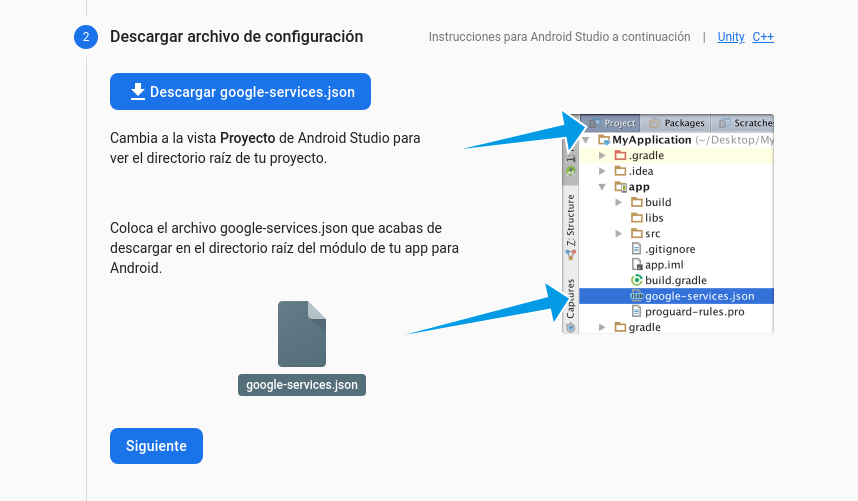 2 Descargar archivo de configuración
Instrucciones para Android Studio a continuación | Unity C++
Descargar google-services.json
Cambia a la vista Proyecto de Android Studio para
ver el directorio raíz de tu proyecto.
Coloca el archivo google-services.json que acabas de
descargar en el directorio raíz del módulo de tu app para
Android.
google-services.json
Siguiente
Project Packages Scratche
MyApplication (~/Desktop/My
.gradle
.idea
app
build
libs
src
.gitignore
app.iml
build.gradle
google-services.json
proguard-rules.pro
gradle
Z: Structure
Captures